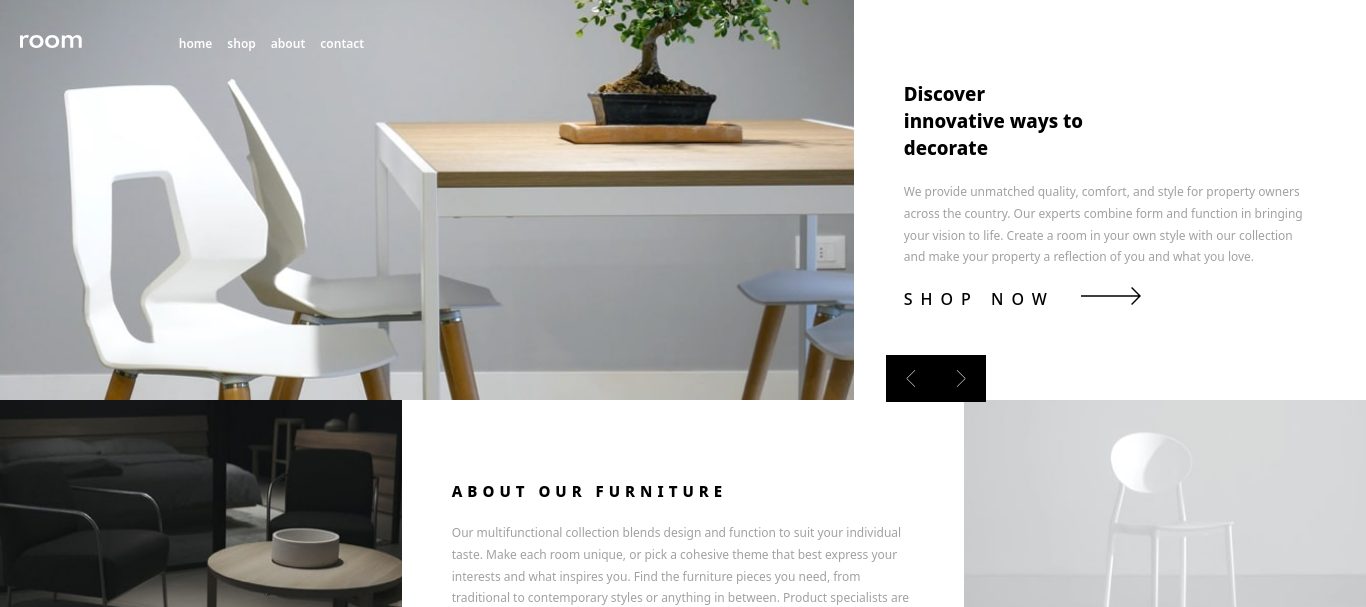 room
home shop about contact
Discover
innovative ways to
decorate
We provide unmatched quality, comfort, and style for property owners
across the country. Our experts combine form and function in bringing
your vision to life. Create a room in your own style with our collection
and make your property a reflection of you and what you love.
SHOP NOW
ABOUT OUR FURNITURE
Our multifunctional collection blends design and function to suit your individual
taste. Make each room unique, or pick a cohesive theme that best express your
interests and what inspires you. Find the furniture pieces you need, from
traditional to contemporary styles or anything in between. Product specialists are